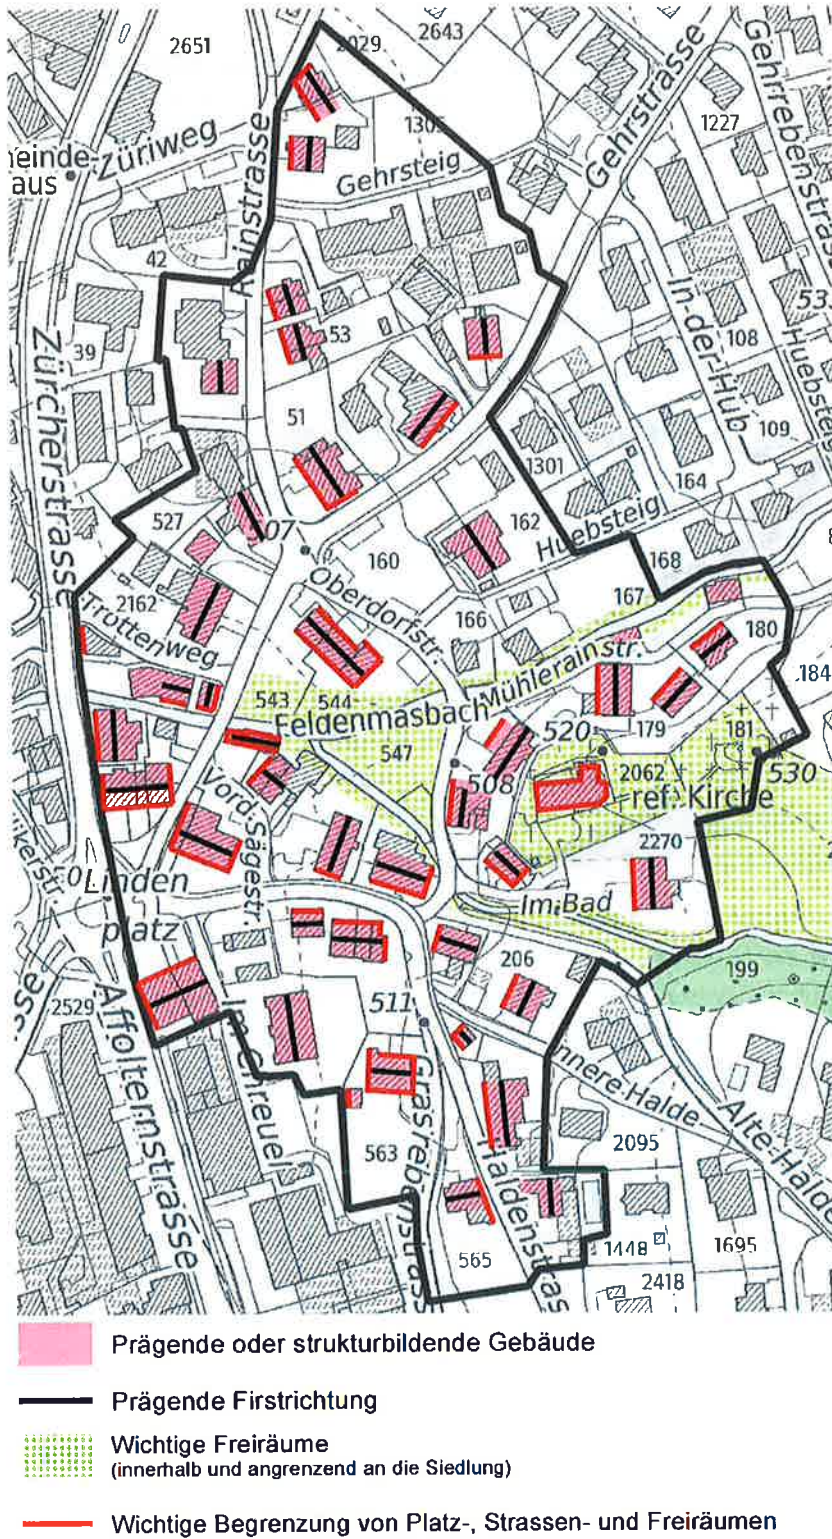 2651
2029
2643
1305
1227
Gehrstrasse
Gehrrebenstrasse
Züriweg
Rainstrasse
Gehrsteig
42
39
53
53
In der Hub
108
Huebsteig
109
Zürcherstrasse
51
1301
164
527
07
162
Huebsteig
160
168
2162
Trottenweg
Oberdorfstr.
166
167
180
184
543
544
Mühlerainstr.
Feldenmasbach
547
520
179
181
530
508
2062
ref. Kirche
Vord. Sägestr.
2270
Linden
platz
Im Bad
206
199
2529
511
Affolternstrasse
Im Chreuel
Innere Halde
Alte Halde
2095
563
Grasreb
Haldenstras
565
1448
1695
2418
Prägende oder strukturbildende Gebäude
Prägende Firstrichtung
Wichtige Freiräume
(innerhalb und angrenzend an die Siedlung)
Wichtige Begrenzung von Platz-, Strassen- und Freiräumen